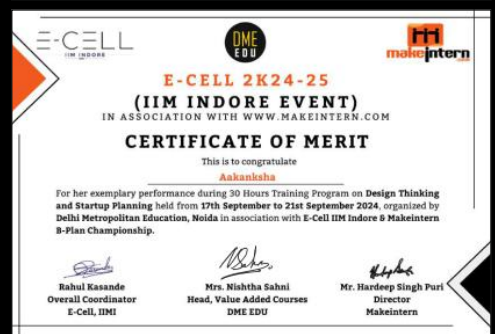 E-CELL
IIM INDORE
DME
EDU
makeintern
E-CELL 2K24-25
(IIM INDORE EVENT)
IN ASSOCIATION WITH WWW.MAKEINTERN.COM
CERTIFICATE OF MERIT
This is to congratulate
Aakanksha
For her exemplary performance during 30 Hours Training Program on Design Thinking
and Startup Planning held from 17th September to 21st September 2024, organized by
Delhi Metropolitan Education, Noida in association with E-Cell IIM Indore & Makeintern
B-Plan Championship.
Rahul Kasande
Overall Coordinator
E-Cell, IIMI
Mrs. Nishtha Sahni
Head, Value Added Courses
DME EDU
Mr. Hardeep Singh Puri
Director
Makeintern